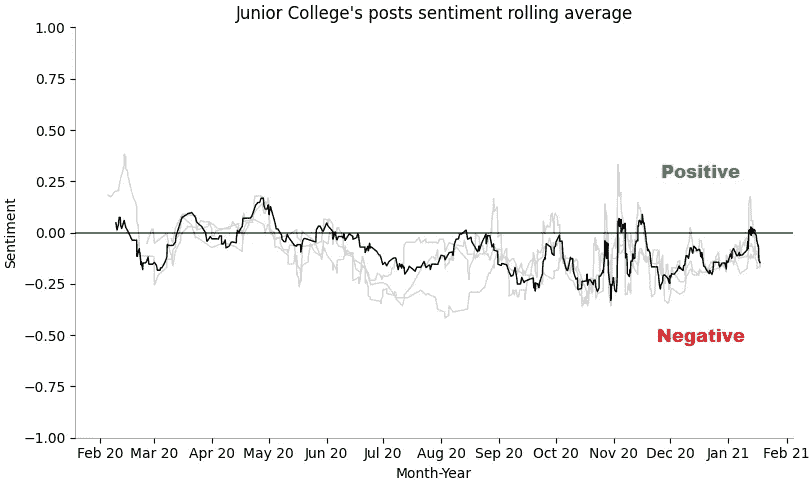 Junior College's posts sentiment rolling average
1.00
0.75
0.50
0.25
0.00
−0.25
−0.50
−0.75
−1.00
Sentiment
Positive
Negative
Feb 20 Mar 20 Apr 20 May 20 Jun 20 Jul 20 Aug 20 Sep 20 Oct 20 Nov 20 Dec 20 Jan 21 Feb 21
Month-Year